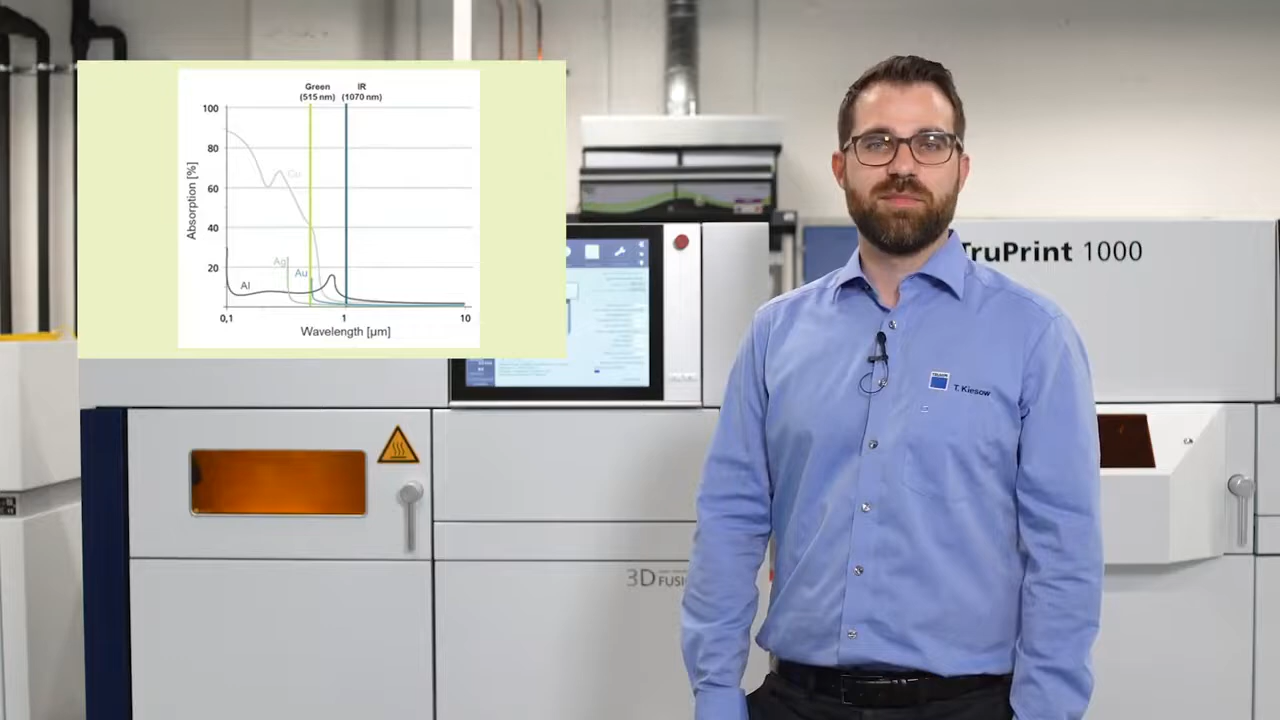 Green
(515 nm)
IR
(1070 nm)
100
80
60
40
20
Absorption [%]
Cu
Ag
Au
Al
0,1
1
10
Wavelength [µm]
TruPrint 1000
TRUMPF
T. Kiesow
3D